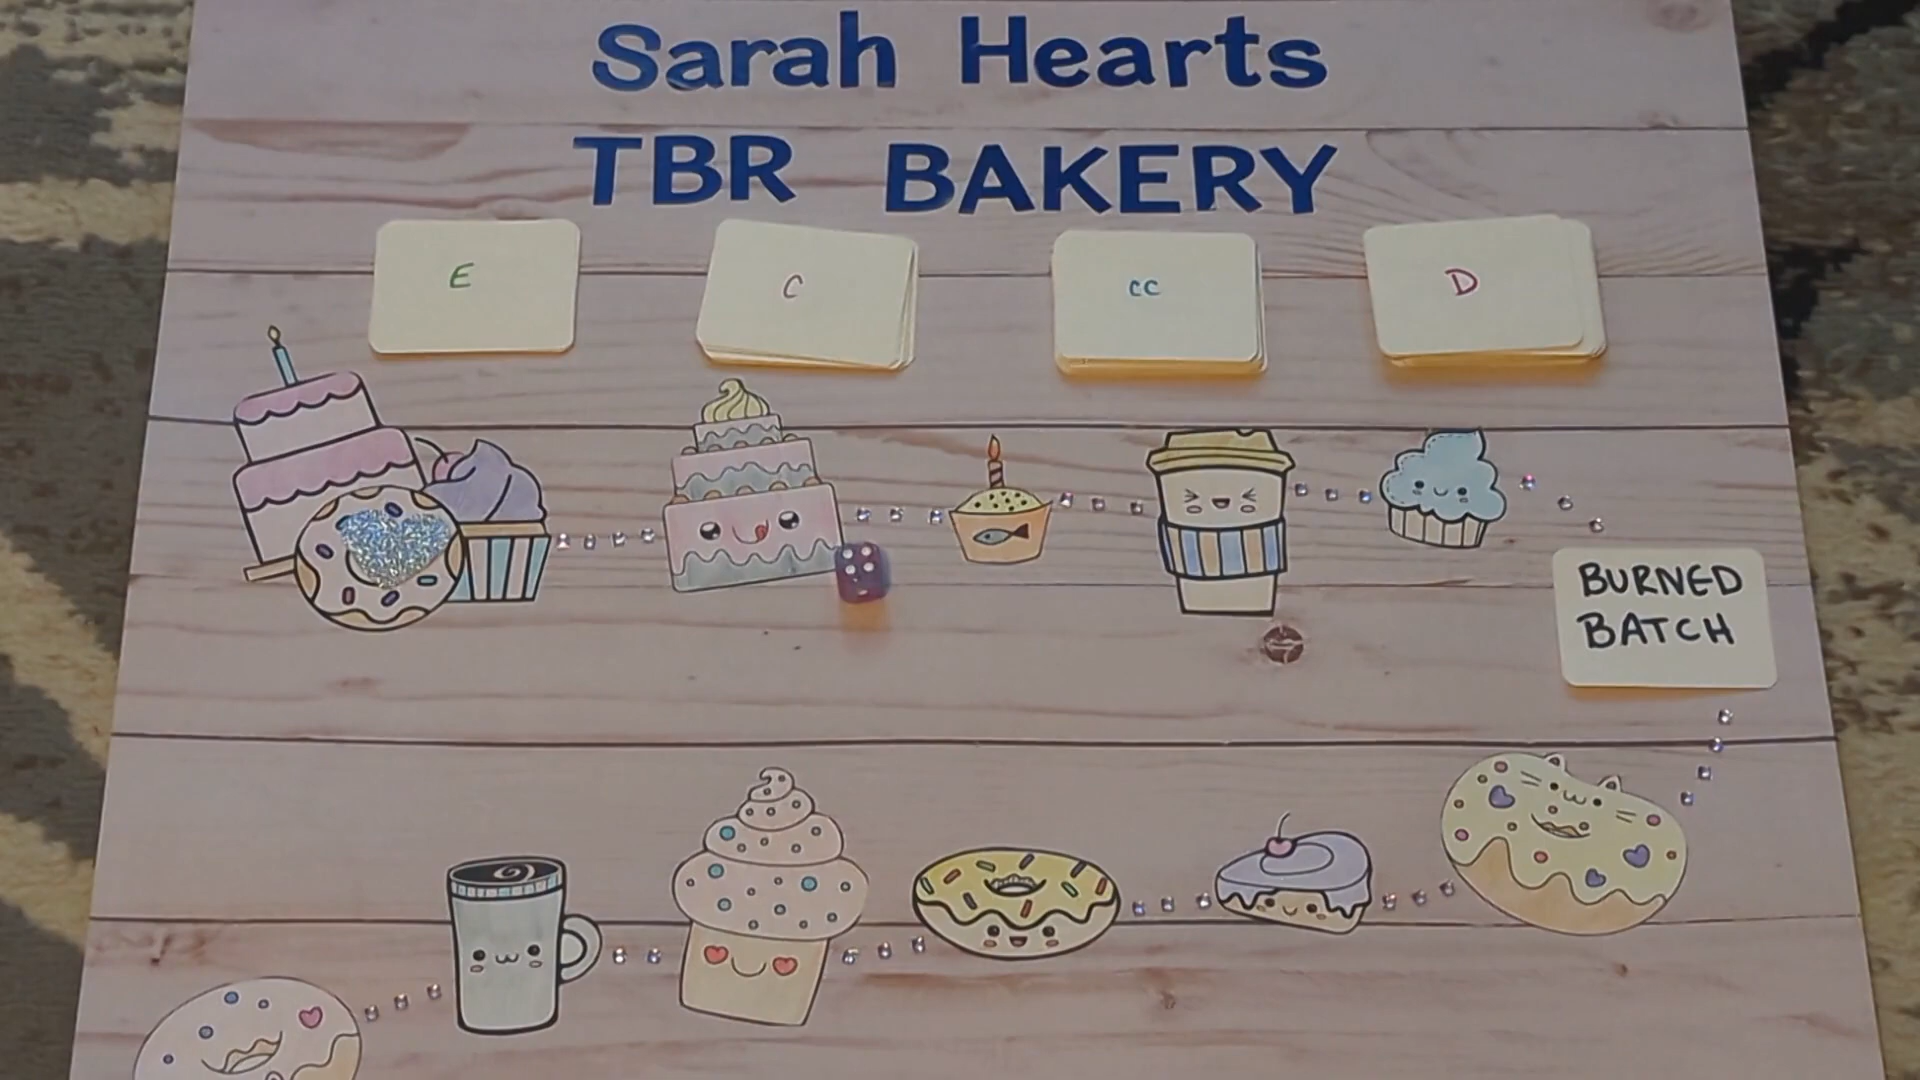 Sarah Hearts
TBR BAKERY
E
C
CC
D
BURNED
BATCH